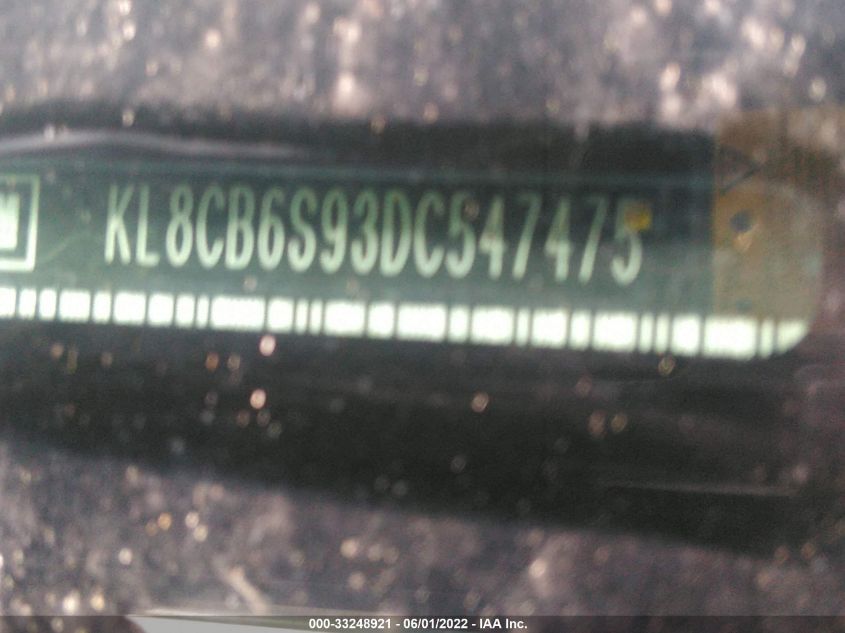 KL8CB6S93DC547475
000-33248921 - 06/01/2022 - IAA Inc.